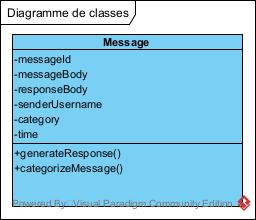 Diagramme de classes
Message
-messageId
-messageBody
-responseBody
-senderUsername
-category
-time
+generateResponse()
+categorizeMessage()
Powered By Visual Paradigm Community Edition